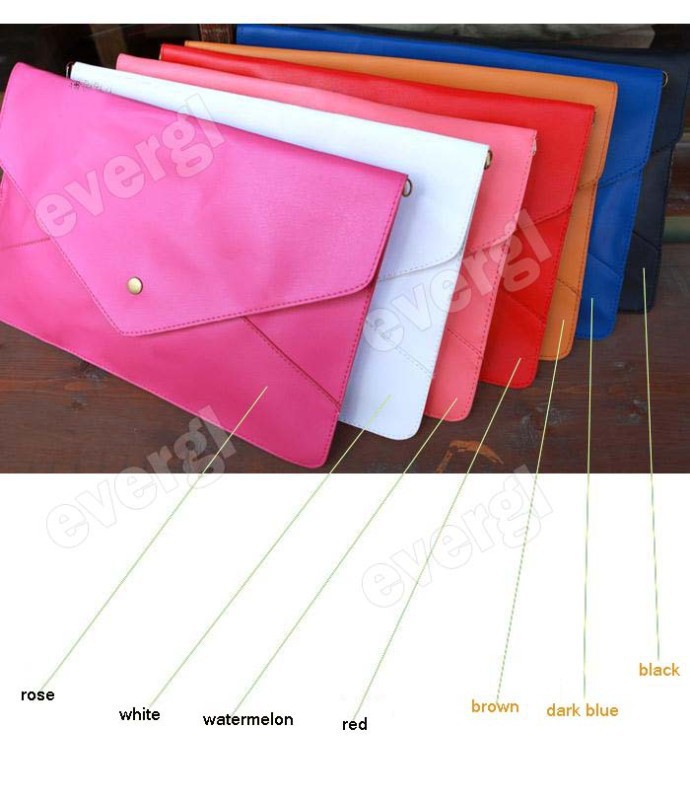 evergl
evergl
evergl
evergl
rose
white
watermelon
red
brown
dark blue
black